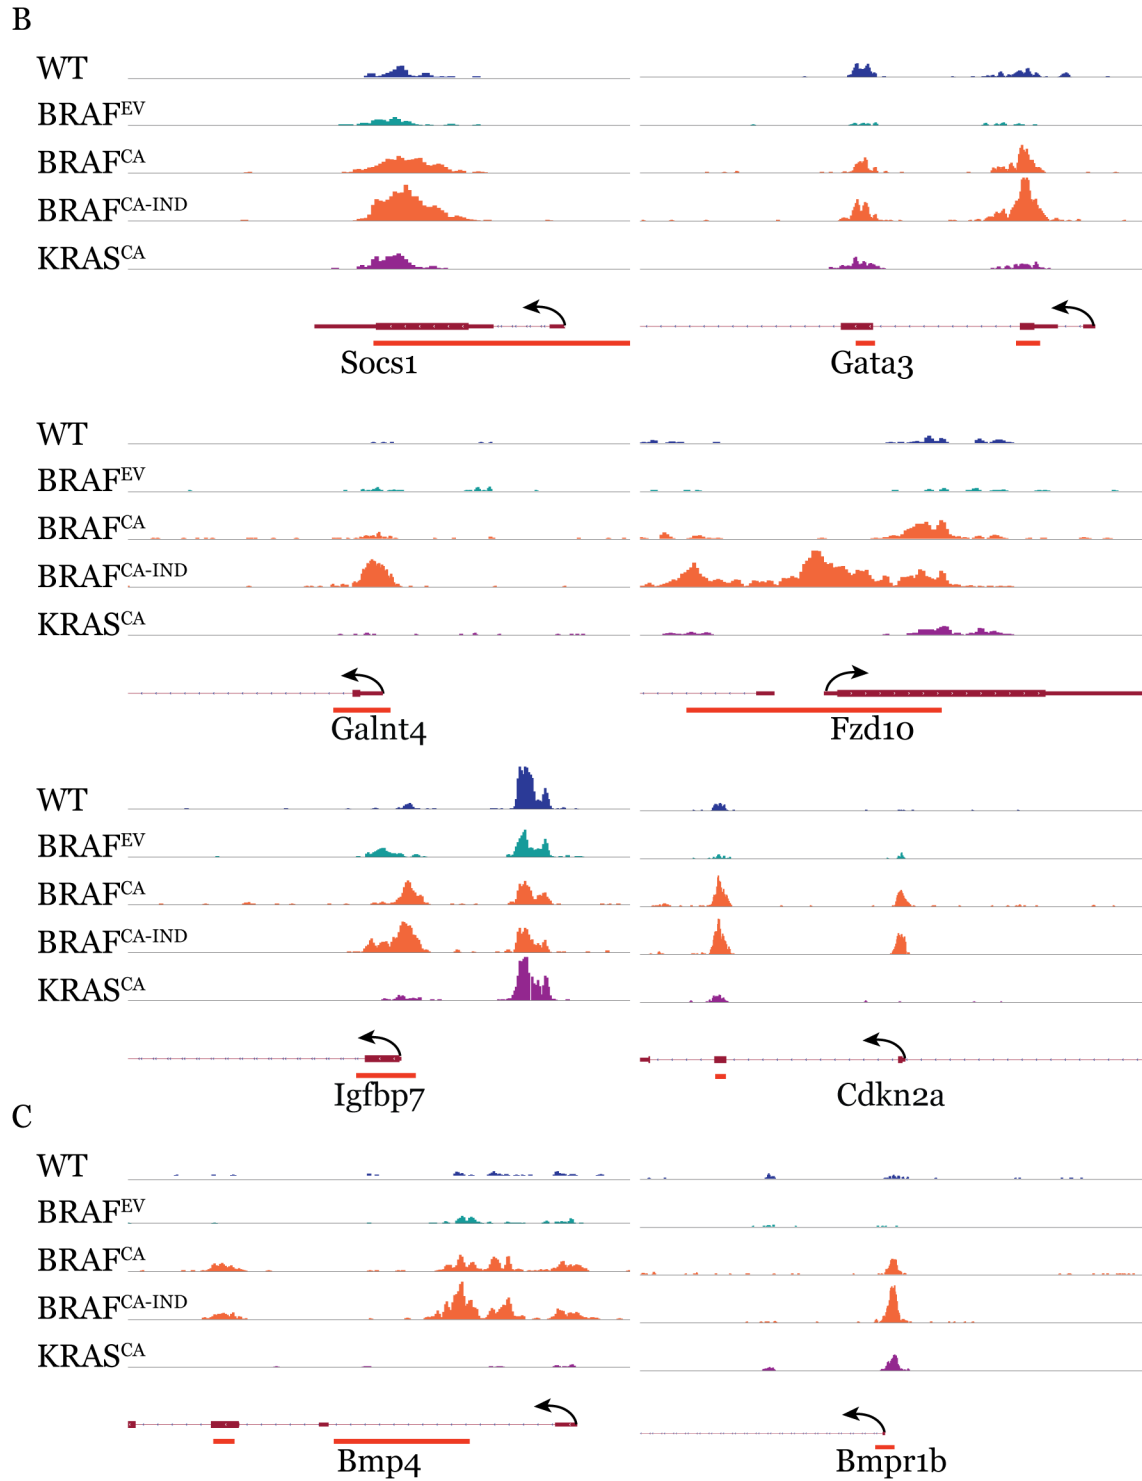 B
WT
BRAFEV
BRAFCA
BRAFCA-IND
KRASCA
Socs1 Gata3
WT
BRAFEV
BRAFCA
BRAFCA-IND
KRASCA
Galnt4 Fzd10
WT
BRAFEV
BRAFCA
BRAFCA-IND
KRASCA
Igfbp7 Cdkn2a
C
WT
BRAFEV
BRAFCA
BRAFCA-IND
KRASCA
Bmp4 Bmpr1b